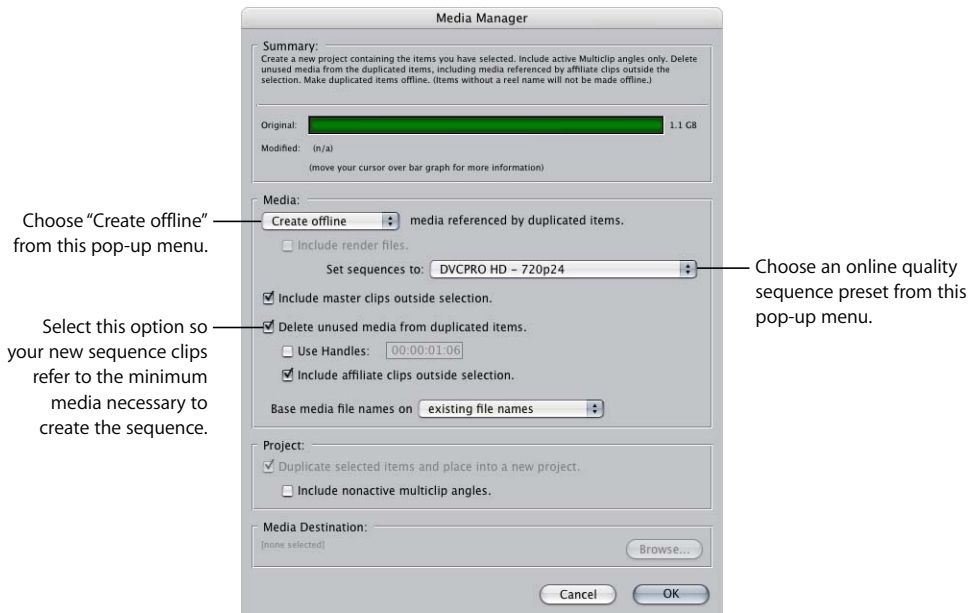 Media Manager
Summary:
Create a new project containing the items you have selected. Include active Multiclip angles only. Delete
unused media from the duplicated items, including media referenced by affiliate clips outside the
selection. Make duplicated items offline. (Items without a reel name will not be made offline.)
Original: 1.1 GB
Modified: (n/a)
(move your cursor over bar graph for more information)
Media:
Create offline media referenced by duplicated items.
Include render files.
Set sequences to: DVCPRO HD - 720p24
Include master clips outside selection.
Delete unused media from duplicated items.
Use Handles: 00:00:01:06
Include affiliate clips outside selection.
Base media file names on existing file names
Project:
Duplicate selected items and place into a new project.
Include nonactive multiclip angles.
Media Destination:
[none selected]
Browse...
Cancel OK
Choose “Create offline”
from this pop-up menu.
Select this option so
your new sequence clips
refer to the minimum
media necessary to
create the sequence.
Choose an online quality
sequence preset from this
pop-up menu.